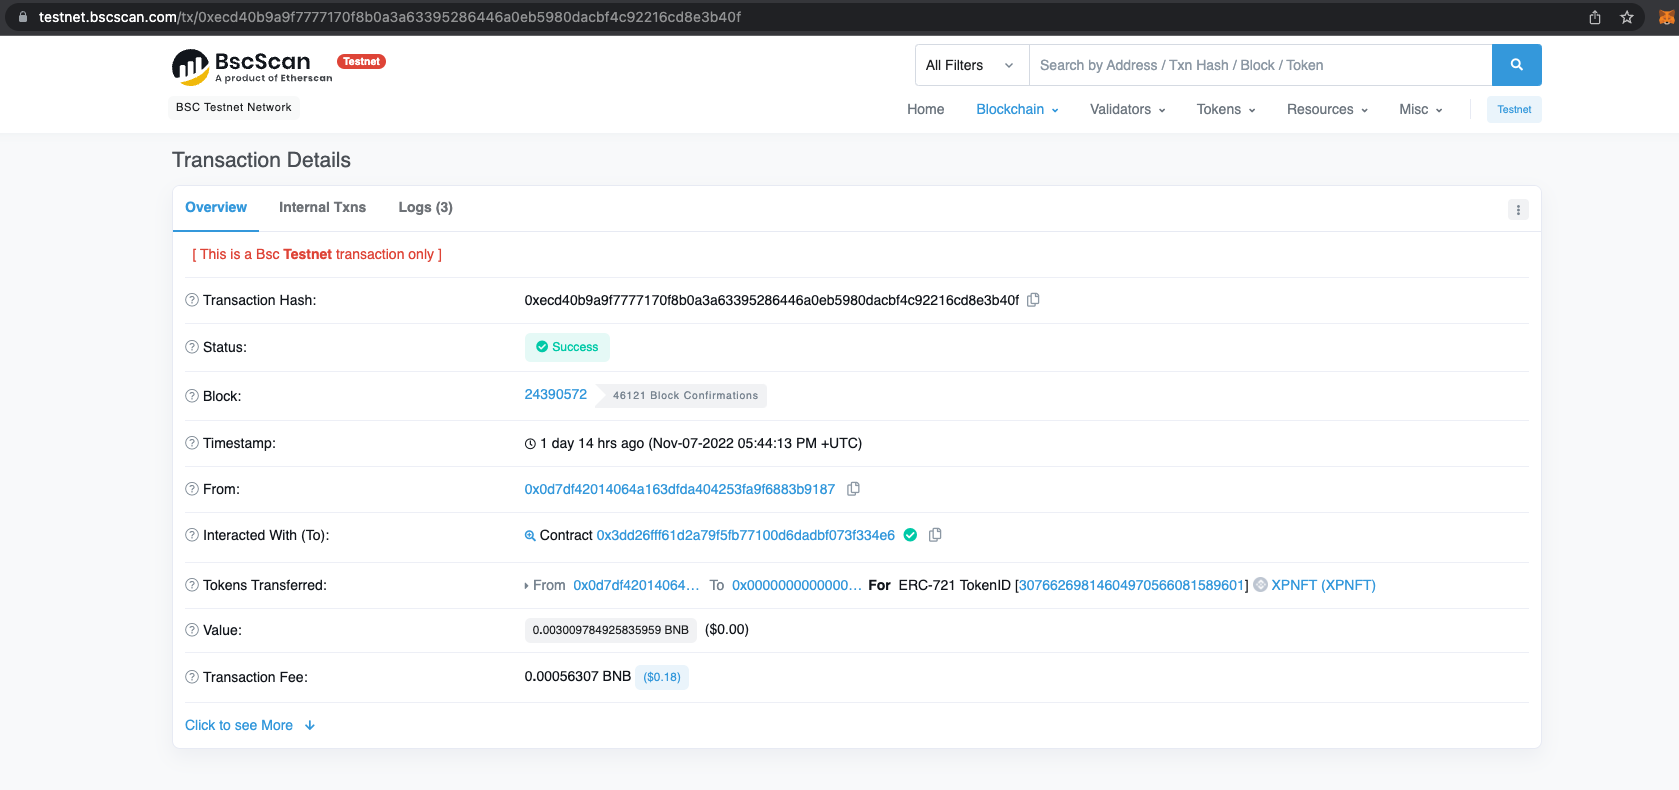 testnet.bscscan.com/tx/0xecd40b9a9f7777170f8b0a3a63395286446a0eb5980dacbf4c92216cd8e3b40f
BscScan Testnet
A product of Etherscan
All Filters Search by Address / Txn Hash / Block / Token
BSC Testnet Network
Home Blockchain Validators Tokens Resources Misc Testnet
Transaction Details
Overview Internal Txns Logs (3)
[ This is a Bsc Testnet transaction only ]
Transaction Hash: 0xecd40b9a9f7777170f8b0a3a63395286446a0eb5980dacbf4c92216cd8e3b40f
Status: Success
Block: 24390572 46121 Block Confirmations
Timestamp: 1 day 14 hrs ago (Nov-07-2022 05:44:13 PM +UTC)
From: 0x0d7df42014064a163dfda404253fa9f6883b9187
Interacted With (To): Contract 0x3dd26fff61d2a79f5fb77100d6dadbf073f334e6
Tokens Transferred: From 0x0d7df42014064... To 0x0000000000000... For ERC-721 TokenID [30766269814604970566081589601] XPNFT (XPNFT)
Value: 0.003009784925835959 BNB ($0.00)
Transaction Fee: 0.00056307 BNB ($0.18)
Click to see More